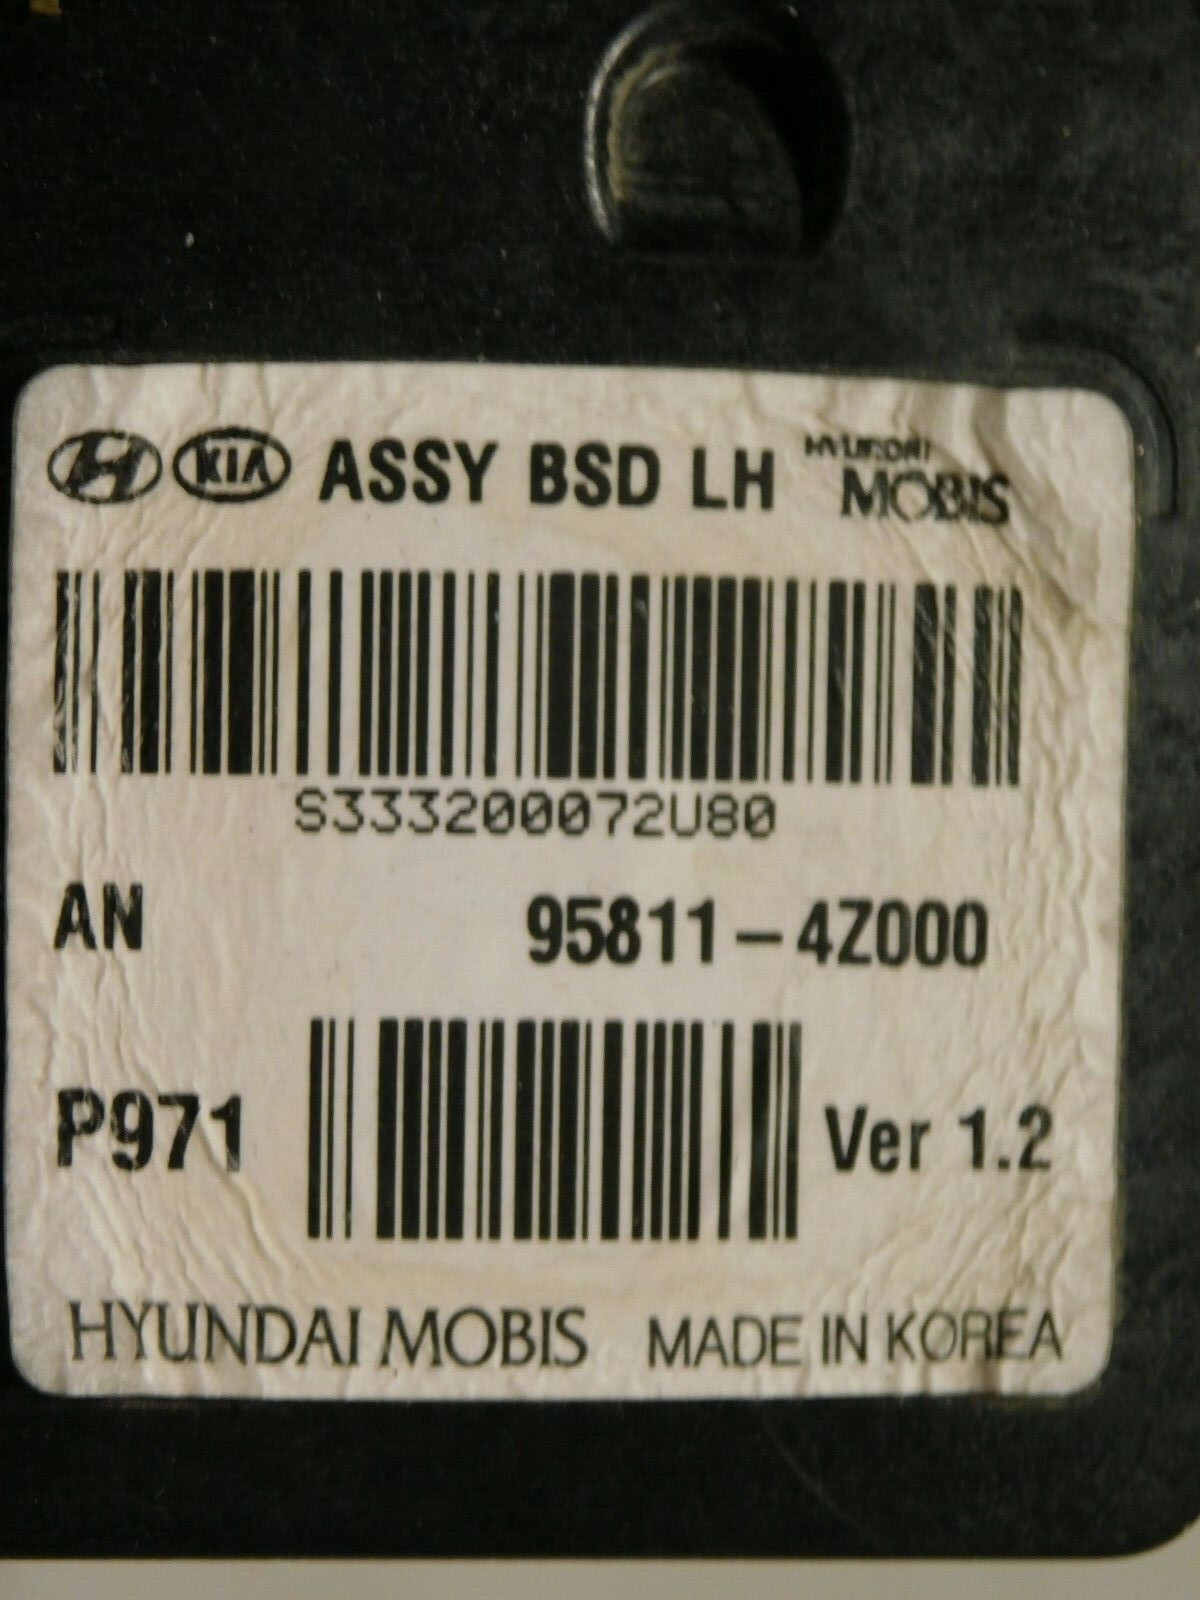 KIA ASSY BSD LH HYUNDAI
MOBIS
S333200072U80
AN 95811-4Z000
P971 Ver 1.2
HYUNDAI MOBIS MADE IN KOREA